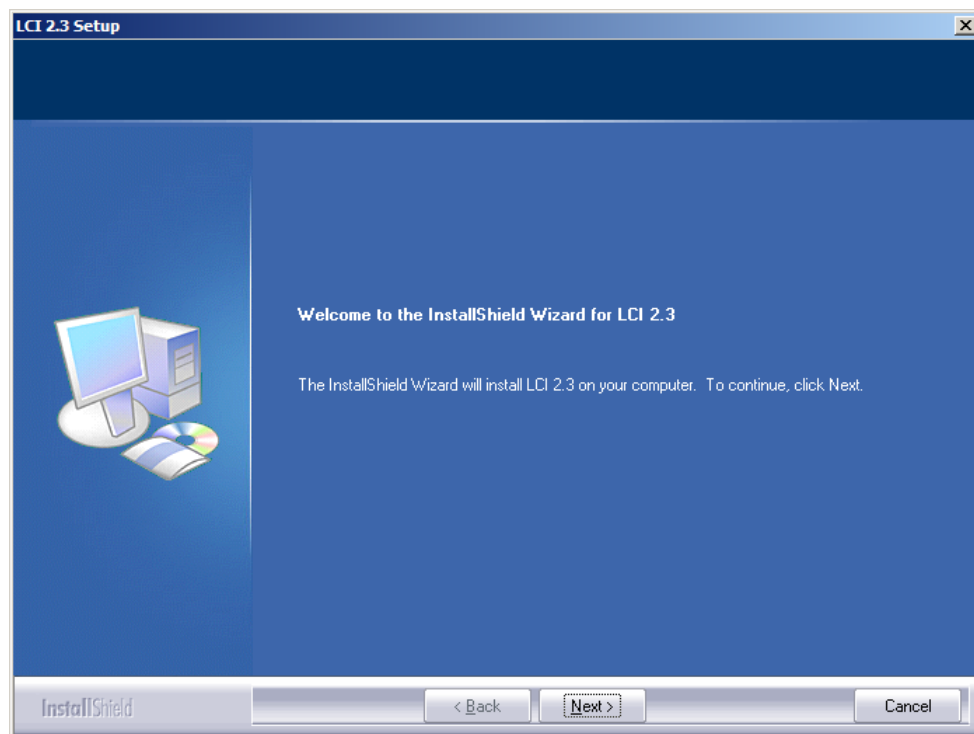 LCI 2.3 Setup
Welcome to the InstallShield Wizard for LCI 2.3
The InstallShield Wizard will install LCI 2.3 on your computer. To continue, click Next.
InstallShield
< Back
Next >
Cancel